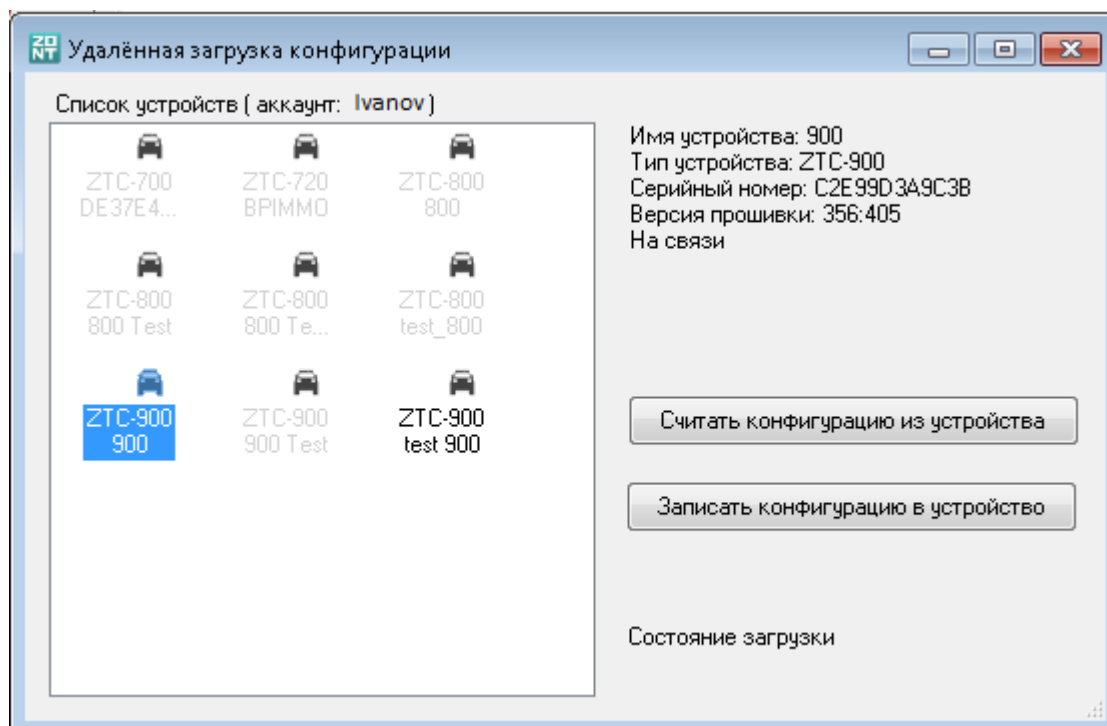 ZONT
Удалённая загрузка конфигурации
Список устройств ( аккаунт: Ivanov )
ZTC-700
DE37E4...
ZTC-720
BPIMMO
ZTC-800
800
ZTC-800
800 Test
ZTC-800
800 Te...
ZTC-800
test_800
ZTC-900
900
ZTC-900
900 Test
ZTC-900
test 900
Имя устройства: 900
Тип устройства: ZTC-900
Серийный номер: C2E99D3A9C3B
Версия прошивки: 356:405
На связи
Считать конфигурацию из устройства
Записать конфигурацию в устройство
Состояние загрузки